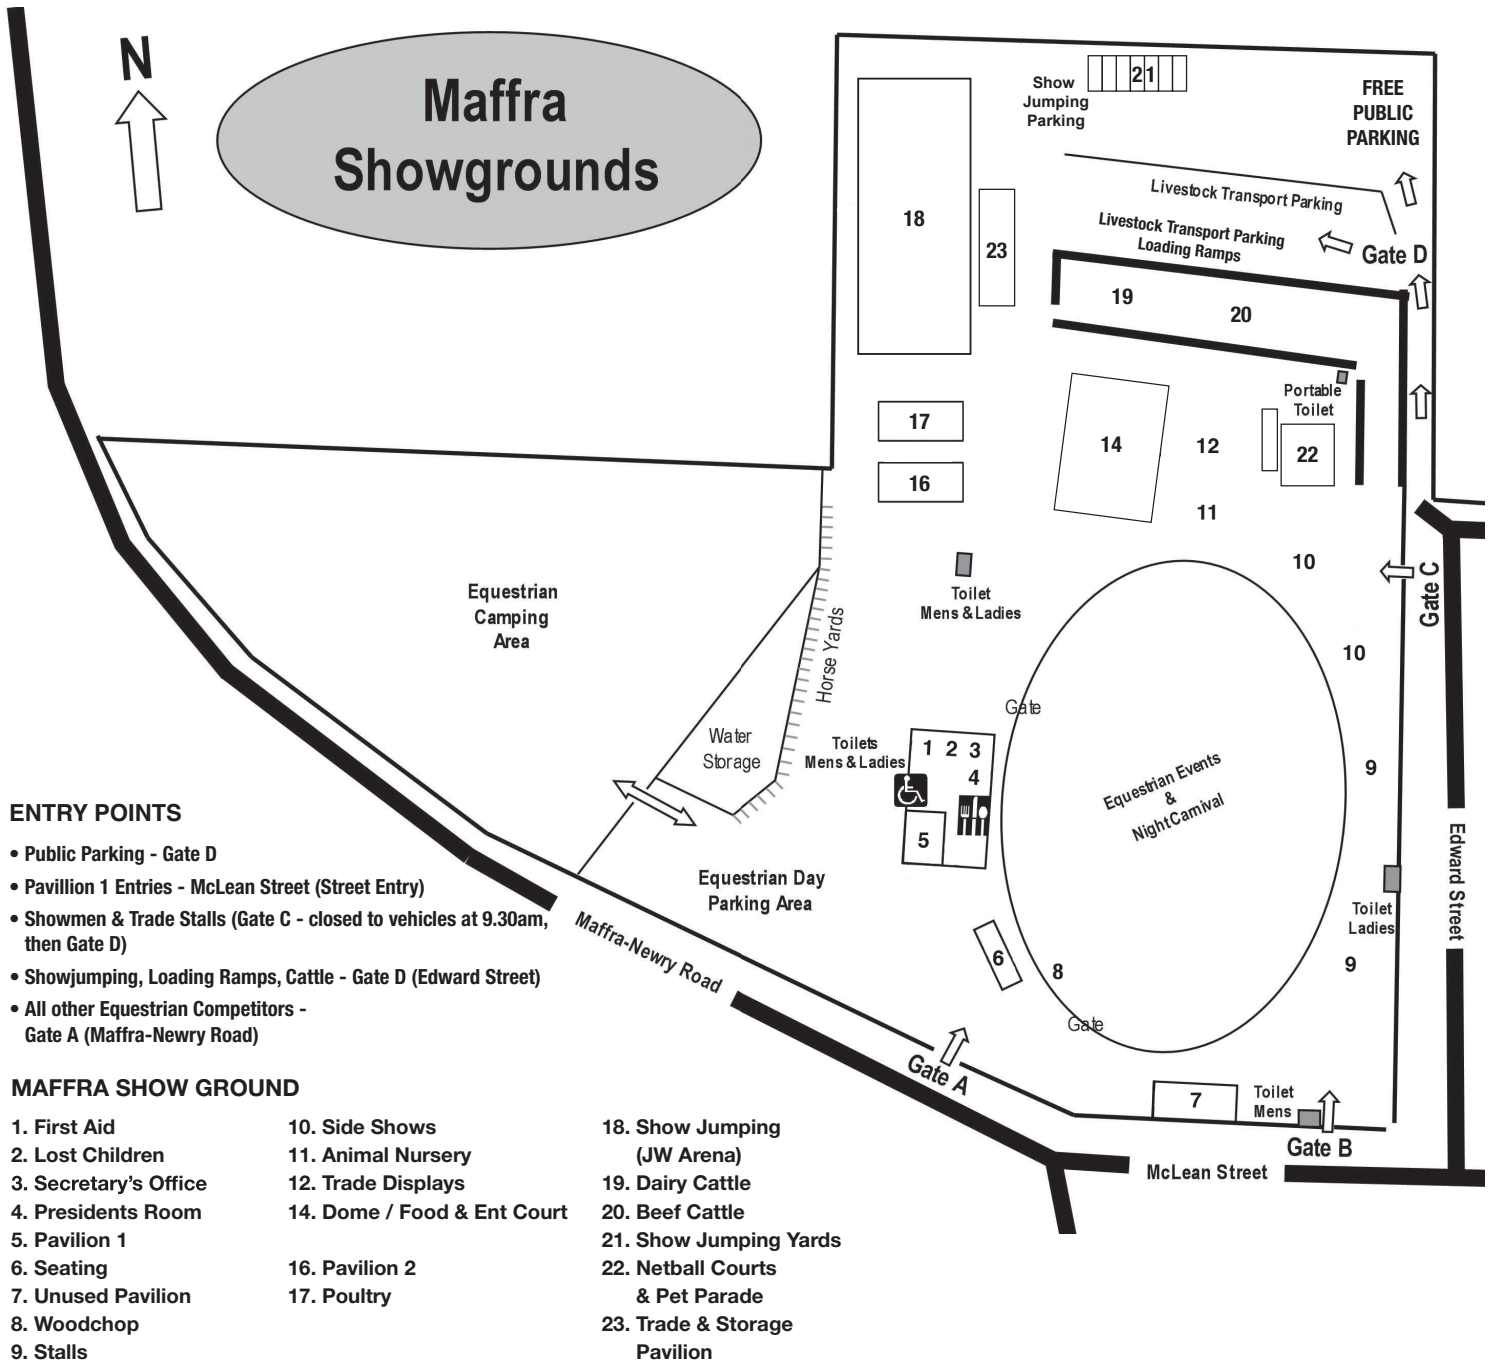 N
Maffra
Showgrounds
21
Show
Jumping
Parking
FREE
PUBLIC
PARKING
Livestock Transport Parking
Livestock Transport Parking
Loading Ramps
Gate D
18
23
19
20
Portable
Toilet
17
14
12
22
16
11
10
Gate C
Toilet
Mens & Ladies
Equestrian
Camping
Area
Horse Yards
10
Gate
Water
Storage
Toilets
Mens & Ladies
1 2 3
4
5
Equestrian Events
&
Night Carnival
9
Edward Street
Equestrian Day
Parking Area
Toilet
Ladies
9
6
8
Gate
Maffra-Newry Road
Gate A
7
Toilet
Mens
Gate B
McLean Street
ENTRY POINTS
• Public Parking - Gate D
• Pavillion 1 Entries - McLean Street (Street Entry)
• Showmen & Trade Stalls (Gate C - closed to vehicles at 9.30am,
then Gate D)
• Showjumping, Loading Ramps, Cattle - Gate D (Edward Street)
• All other Equestrian Competitors -
Gate A (Maffra-Newry Road)
MAFFRA SHOW GROUND
1. First Aid
2. Lost Children
3. Secretary's Office
4. Presidents Room
5. Pavilion 1
6. Seating
7. Unused Pavilion
8. Woodchop
9. Stalls
10. Side Shows
11. Animal Nursery
12. Trade Displays
14. Dome / Food & Ent Court
16. Pavilion 2
17. Poultry
18. Show Jumping
(JW Arena)
19. Dairy Cattle
20. Beef Cattle
21. Show Jumping Yards
22. Netball Courts
& Pet Parade
23. Trade & Storage
Pavilion